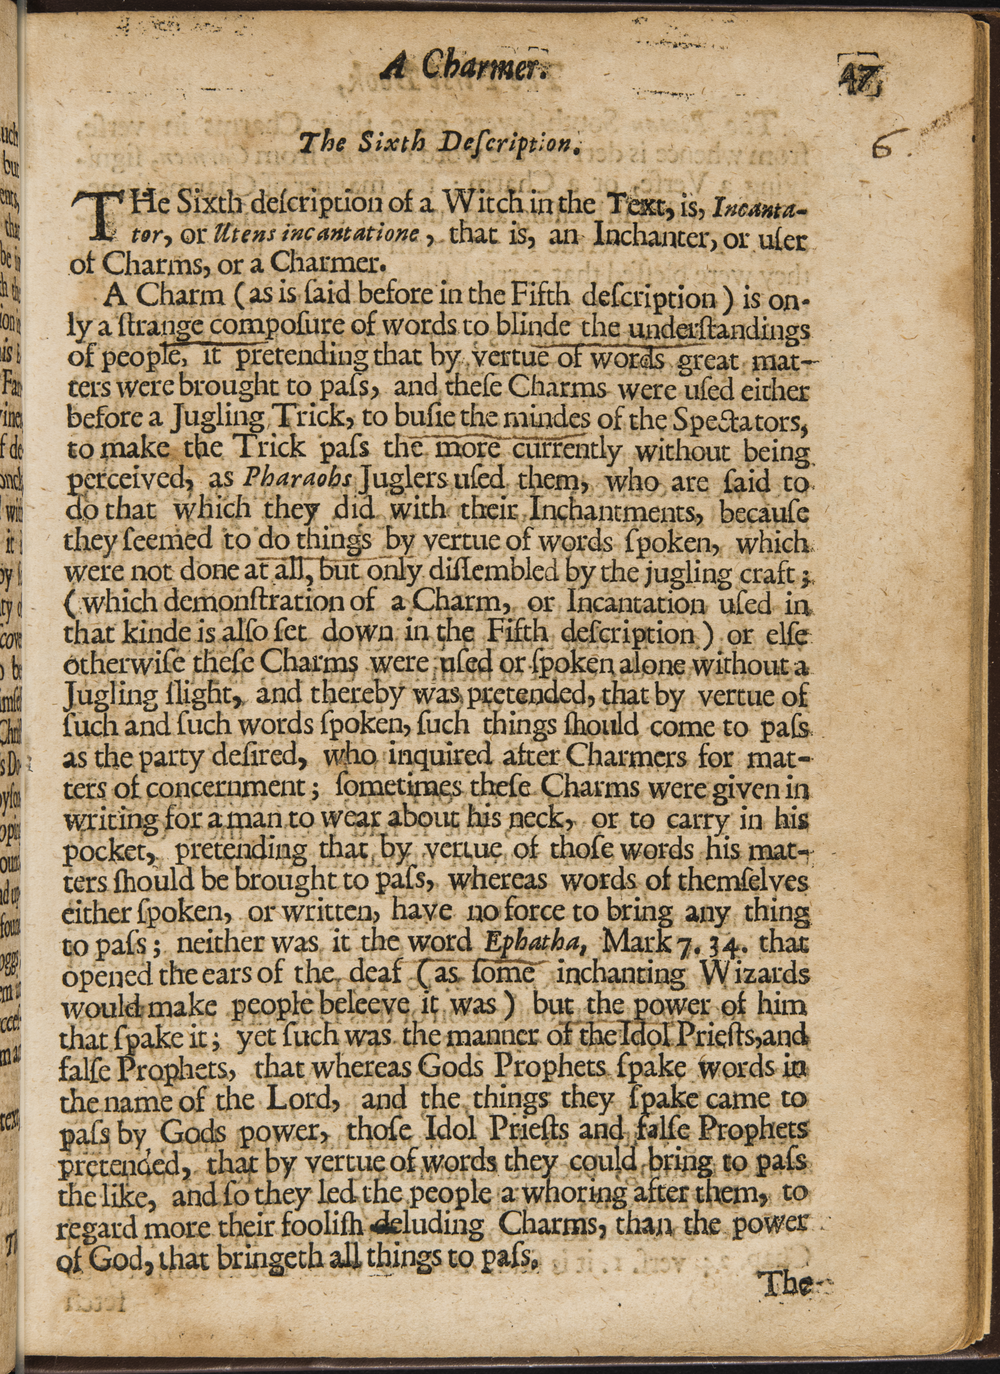 A Charmer.
47
The Sixth Deſcription.
6.
THe Sixth deſcription of a Witch in the Text, is, Incanta-
tor, or Utens incantatione, that is, an Inchanter, or uſer
of Charms, or a Charmer.
A Charm (as is ſaid before in the Fifth deſcription) is on-
ly a ſtrange compoſure of words to blinde the underſtandings
of people, it pretending that by vertue of words great mat-
ters were brought to paſs, and theſe Charms were uſed either
before a Jugling Trick, to buſie the mindes of the Spectators,
to make the Trick paſs the more currently without being
perceived, as Pharaohs Juglers uſed them, who are ſaid to
do that which they did with their Inchantments, becauſe
they ſeemed to do things by vertue of words ſpoken, which
were not done at all, but only diſſembled by the jugling craft;
(which demonſtration of a Charm, or Incantation uſed in
that kinde is alſo ſet down in the Fifth deſcription) or elſe
otherwiſe theſe Charms were uſed or ſpoken alone without a
Jugling ſlight, and thereby was pretended, that by vertue of
ſuch and ſuch words ſpoken, ſuch things ſhould come to paſs
as the party deſired, who inquired after Charmers for mat-
ters of concernment; ſometimes theſe Charms were given in
writing for a man to wear about his neck, or to carry in his
pocket, pretending that by vertue of thoſe words his mat-
ters ſhould be brought to paſs, whereas words of themſelves
either ſpoken, or written, have no force to bring any thing
to paſs; neither was it the word Ephatha, Mark 7. 34. that
opened the ears of the deaf (as ſome inchanting Wizards
would make people beleeve it was) but the power of him
that ſpake it; yet ſuch was the manner of the Idol Prieſts, and
falſe Prophets, that whereas Gods Prophets ſpake words in
the name of the Lord, and the things they ſpake came to
paſs by Gods power, thoſe Idol Prieſts and falſe Prophets
pretended, that by vertue of words they could bring to paſs
the like, and ſo they led the people a whoring after them, to
regard more their fooliſh deluding Charms, than the power
of God, that bringeth all things to paſs.
The